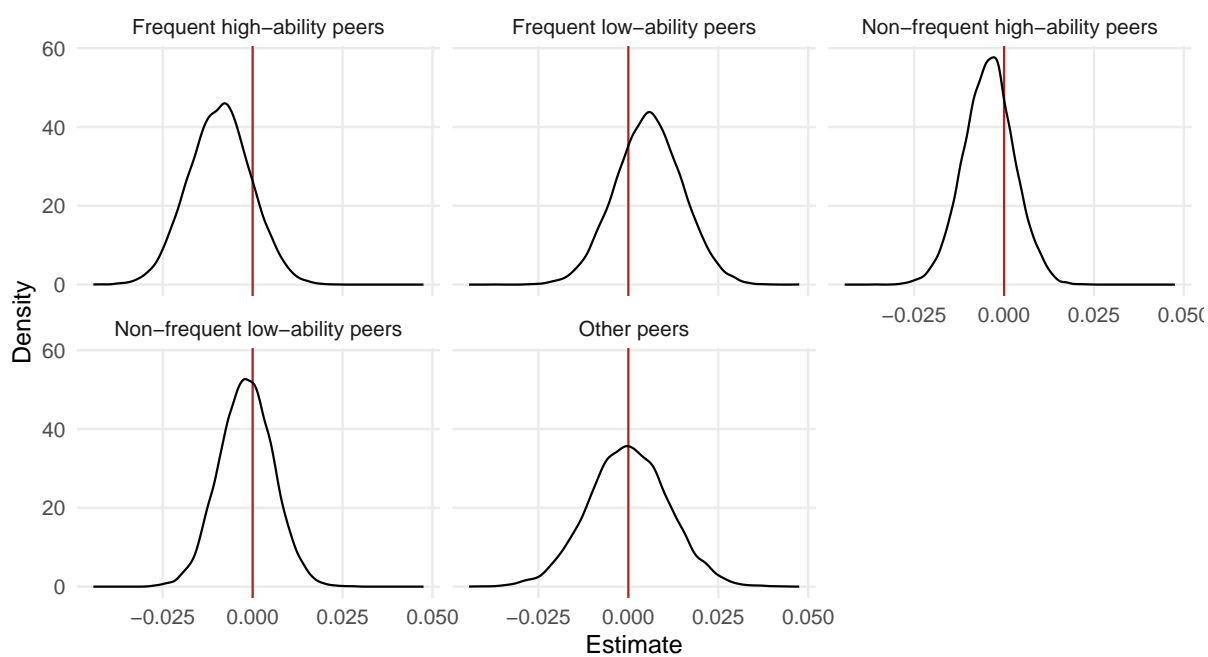 Frequent high−ability peers
Frequent low−ability peers
Non−frequent high−ability peers
60
40
20
0
−0.025
0.000
0.025
0.050
Density
Non−frequent low−ability peers
Other peers
60
40
20
0
−0.025
0.000
0.025
0.050
−0.025
0.000
0.025
0.050
Estimate